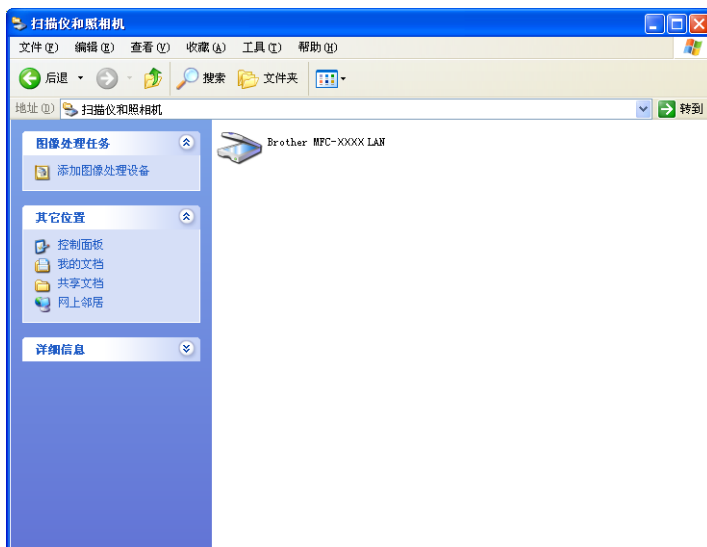 扫描仪和照相机
文件(F) 编辑(E) 查看(V) 收藏(A) 工具(T) 帮助(H)
后退 搜索 文件夹
地址(D) 扫描仪和照相机 转到
图像处理任务
添加图像处理设备
其它位置
控制面板
我的文档
共享文档
网上邻居
详细信息
Brother MFC-XXXX LAN